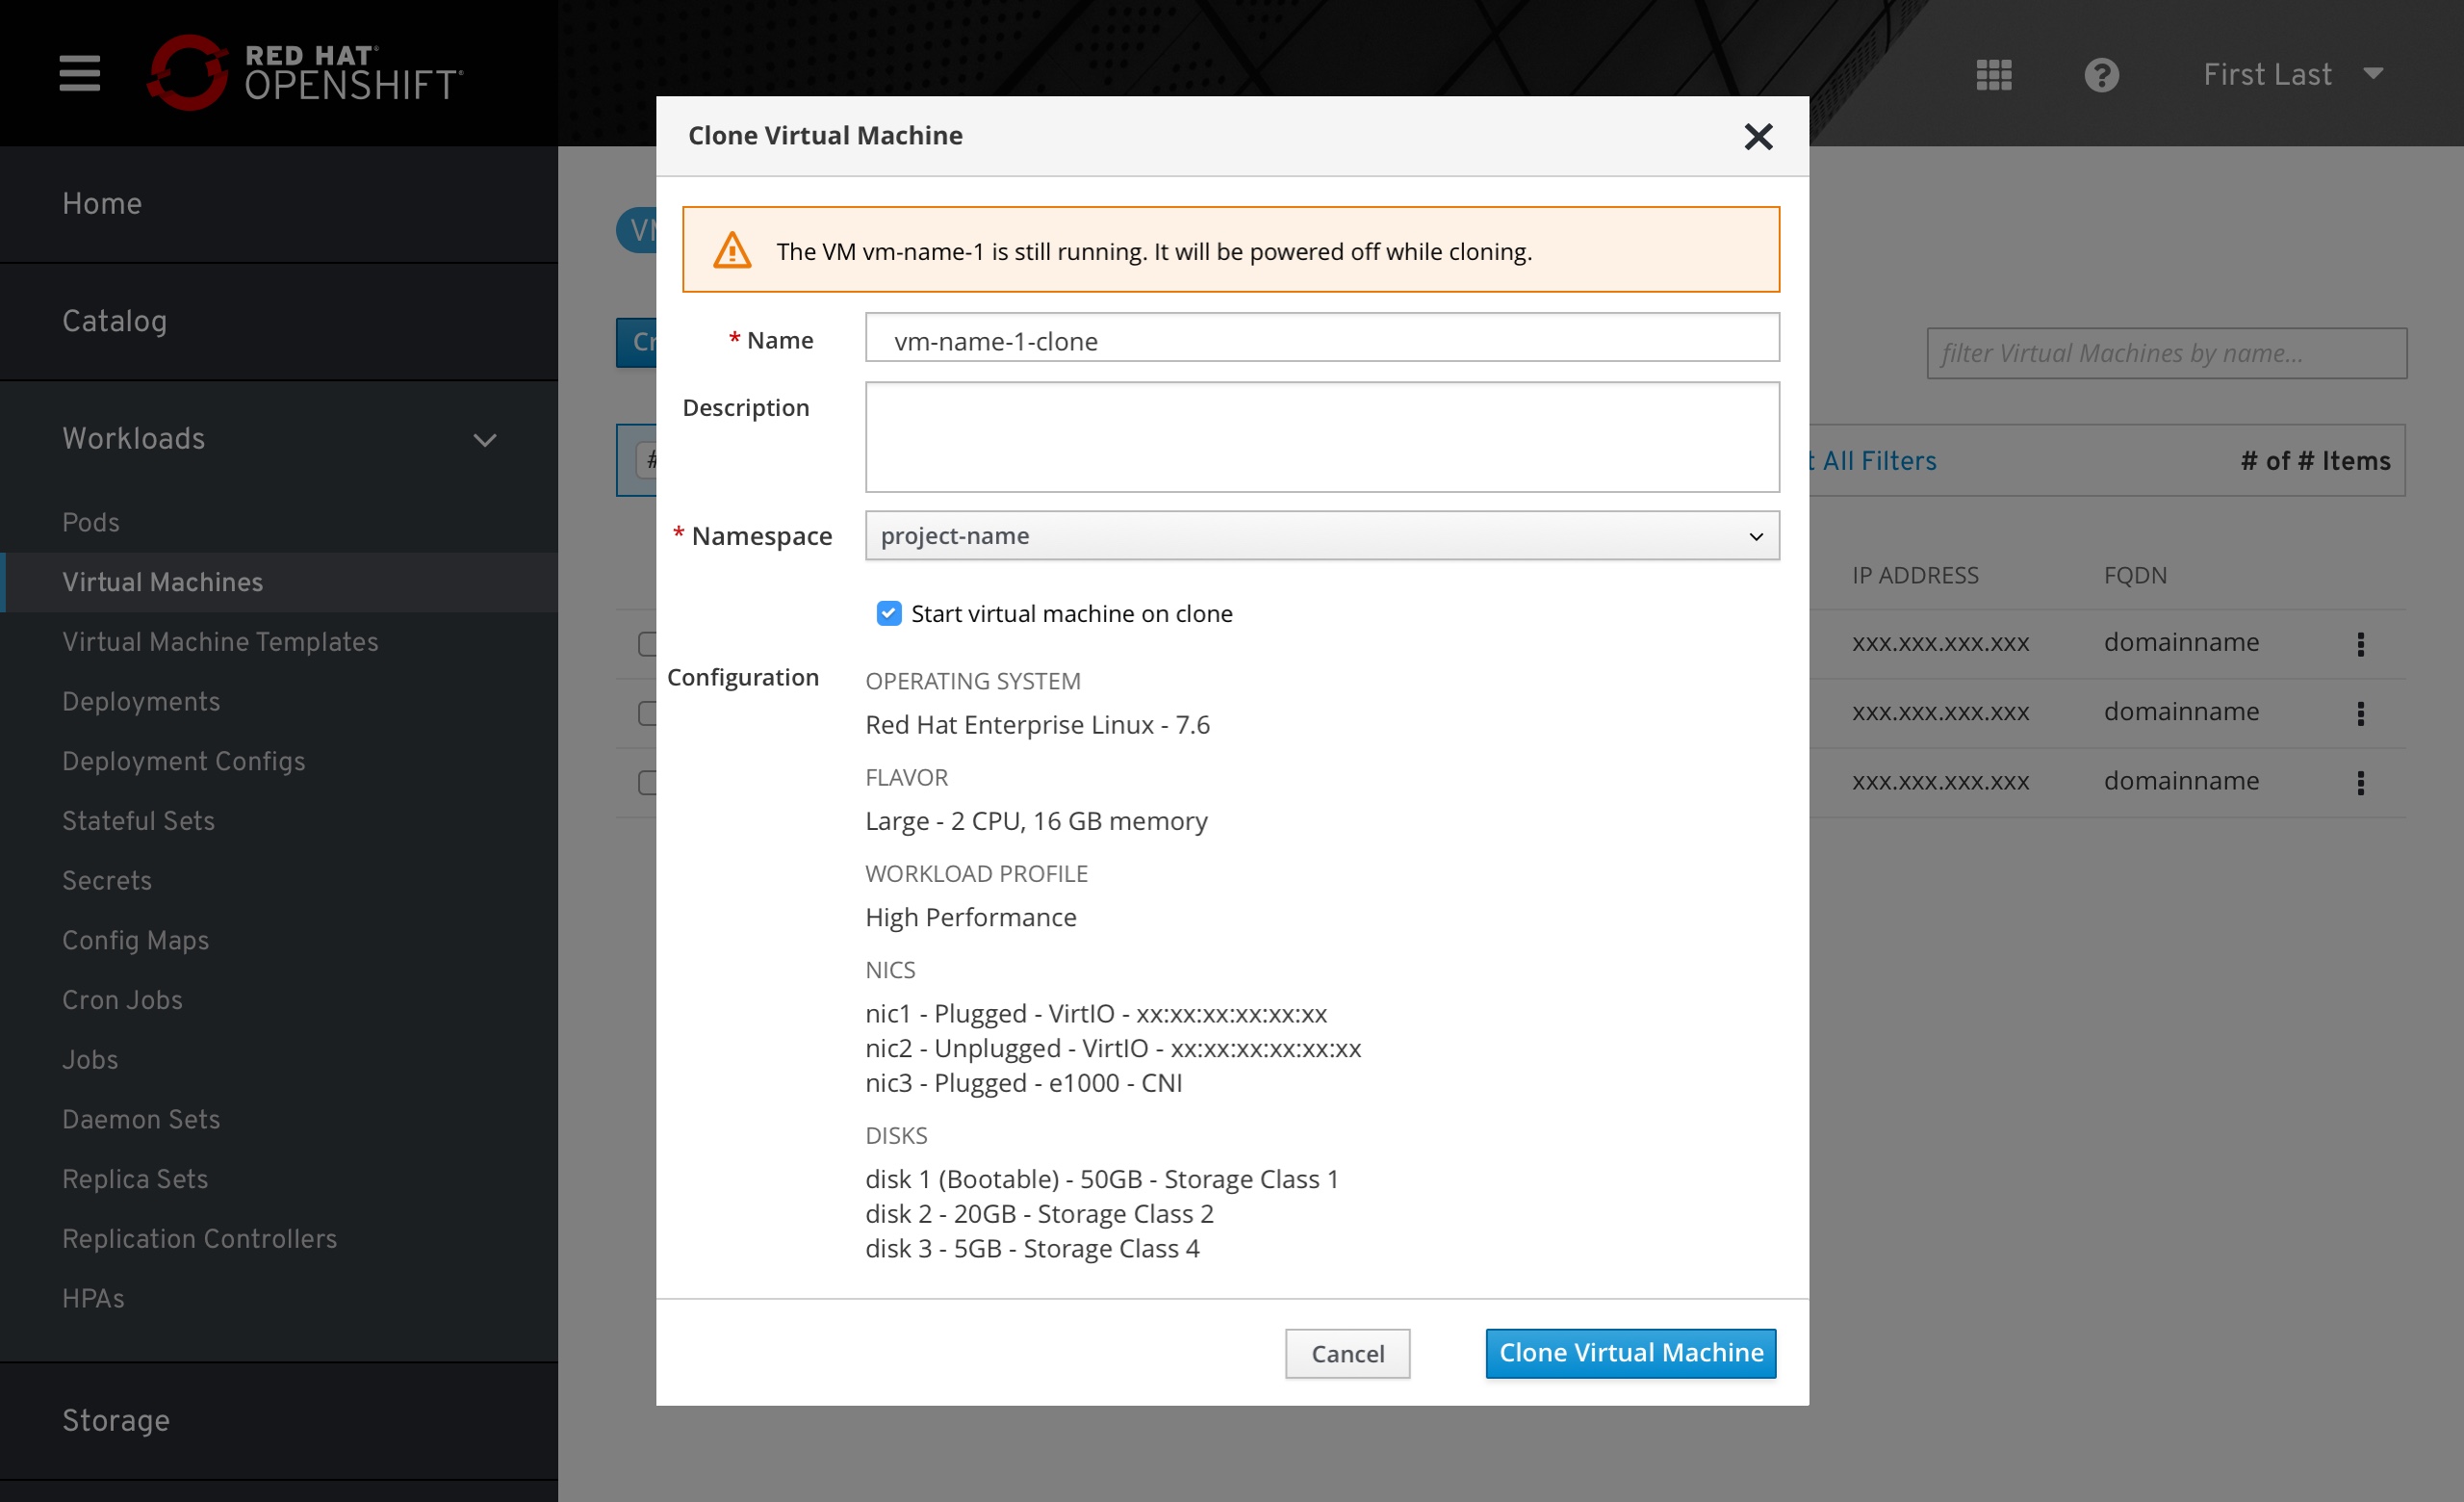 RED HAT
OPENSHIFT
First Last
Home
Catalog
Workloads
Pods
Virtual Machines
Virtual Machine Templates
Deployments
Deployment Configs
Stateful Sets
Secrets
Config Maps
Cron Jobs
Jobs
Daemon Sets
Replica Sets
Replication Controllers
HPAs
Storage
Clone Virtual Machine
The VM vm-name-1 is still running. It will be powered off while cloning.
* Name
vm-name-1-clone
Description
* Namespace
project-name
Start virtual machine on clone
Configuration
OPERATING SYSTEM
Red Hat Enterprise Linux - 7.6
FLAVOR
Large - 2 CPU, 16 GB memory
WORKLOAD PROFILE
High Performance
NICS
nic1 - Plugged - VirtIO - xx:xx:xx:xx:xx:xx
nic2 - Unplugged - VirtIO - xx:xx:xx:xx:xx:xx
nic3 - Plugged - e1000 - CNI
DISKS
disk 1 (Bootable) - 50GB - Storage Class 1
disk 2 - 20GB - Storage Class 2
disk 3 - 5GB - Storage Class 4
Cancel
Clone Virtual Machine
filter Virtual Machines by name...
All Filters
# of # Items
IP ADDRESS FQDN
xxx.xxx.xxx.xxx domainname
xxx.xxx.xxx.xxx domainname
xxx.xxx.xxx.xxx domainname